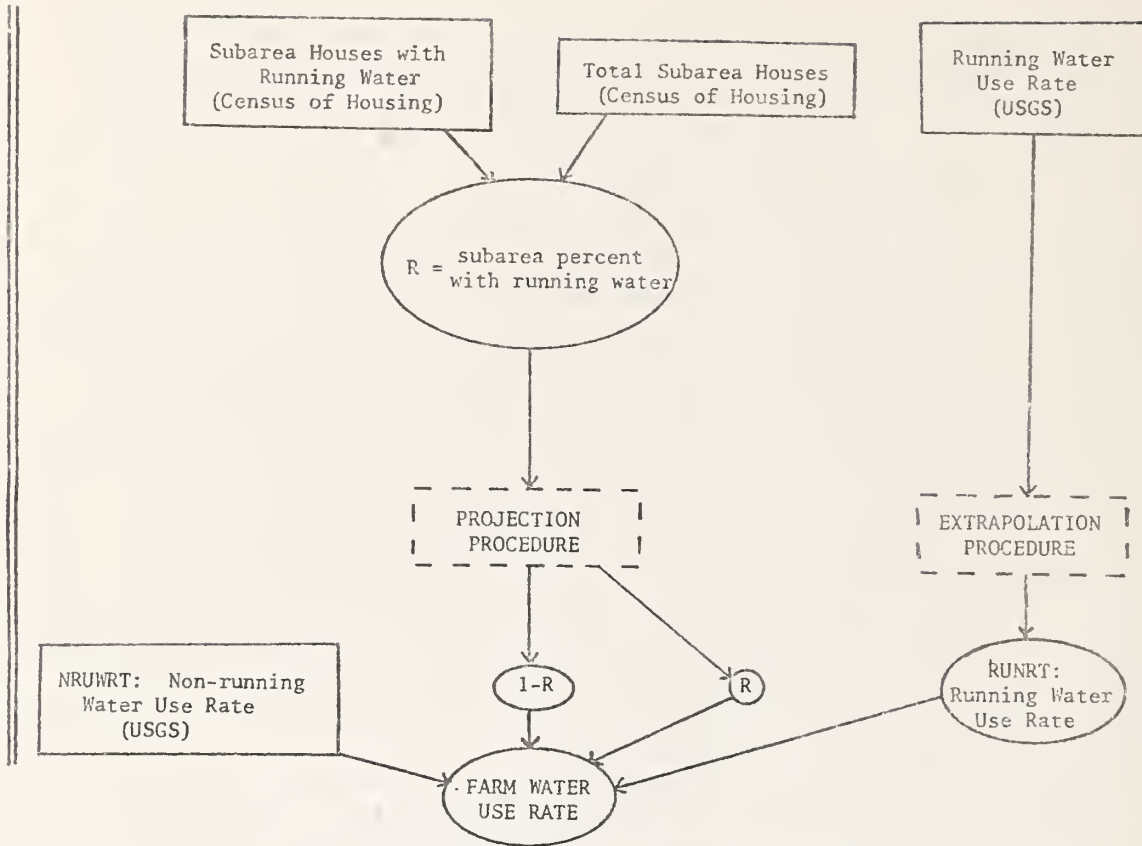 Subarea Houses with
Running Water
(Census of Housing)
Total Subarea Houses
(Census of Housing)
Running Water
Use Rate
(USGS)
R = subarea percent
with running water
PROJECTION
PROCEDURE
EXTRAPOLATION
PROCEDURE
NRUWRT: Non-running
Water Use Rate
(USGS)
1-R
R
RUNRT:
Running Water
Use Rate
FARM WATER
USE RATE